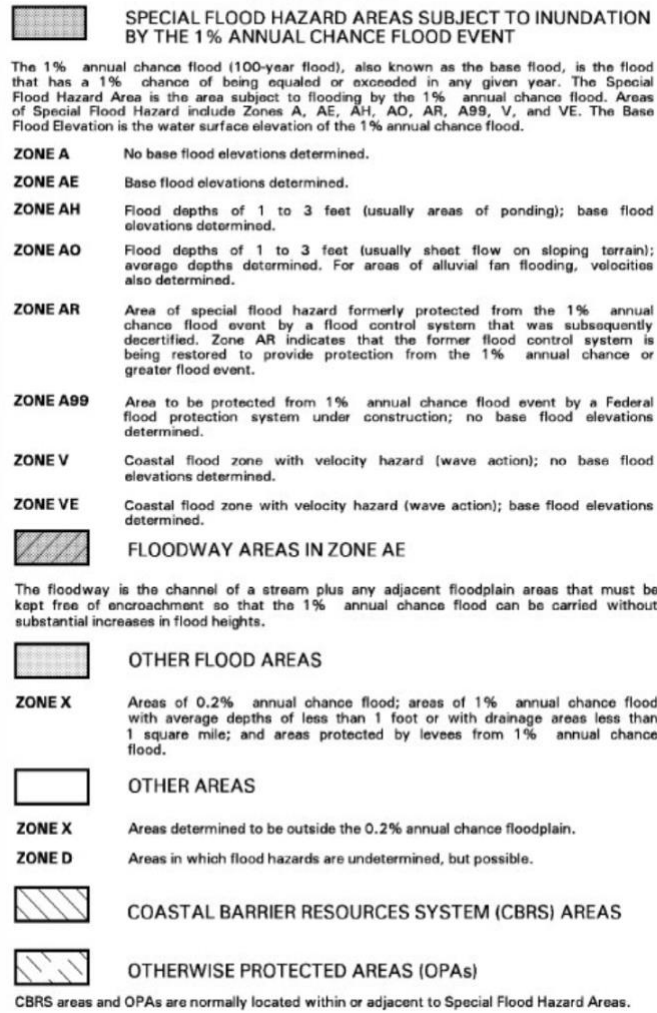 SPECIAL FLOOD HAZARD AREAS SUBJECT TO INUNDATION
BY THE 1% ANNUAL CHANCE FLOOD EVENT
The 1% annual chance flood (100-year flood), also known as the base flood, is the flood
that has a 1% chance of being equaled or exceeded in any given year. The Special
Flood Hazard Area is the area subject to flooding by the 1% annual chance flood. Areas
of Special Flood Hazard include Zones A, AE, AH, AO, AR, A99, V, and VE. The Base
Flood Elevation is the water surface elevation of the 1% annual chance flood.
ZONE A No base flood elevations determined.
ZONE AE Base flood elevations determined.
ZONE AH Flood depths of 1 to 3 feet (usually areas of ponding); base flood
elevations determined.
ZONE AO Flood depths of 1 to 3 feet (usually sheet flow on sloping terrain);
average depths determined. For areas of alluvial fan flooding, velocities
also determined.
ZONE AR Area of special flood hazard formerly protected from the 1% annual
chance flood event by a flood control system that was subsequently
decertified. Zone AR indicates that the former flood control system is
being restored to provide protection from the 1% annual chance or
greater flood event.
ZONE A99 Area to be protected from 1% annual chance flood event by a Federal
flood protection system under construction; no base flood elevations
determined.
ZONE V Coastal flood zone with velocity hazard (wave action); no base flood
elevations determined.
ZONE VE Coastal flood zone with velocity hazard (wave action); base flood elevations
determined.
FLOODWAY AREAS IN ZONE AE
The floodway is the channel of a stream plus any adjacent floodplain areas that must be
kept free of encroachment so that the 1% annual chance flood can be carried without
substantial increases in flood heights.
OTHER FLOOD AREAS
ZONE X Areas of 0.2% annual chance flood; areas of 1% annual chance flood
with average depths of less than 1 foot or with drainage areas less than
1 square mile; and areas protected by levees from 1% annual chance
flood.
OTHER AREAS
ZONE X Areas determined to be outside the 0.2% annual chance floodplain.
ZONE D Areas in which flood hazards are undetermined, but possible.
COASTAL BARRIER RESOURCES SYSTEM (CBRS) AREAS
OTHERWISE PROTECTED AREAS (OPAs)
CBRS areas and OPAs are normally located within or adjacent to Special Flood Hazard Areas.